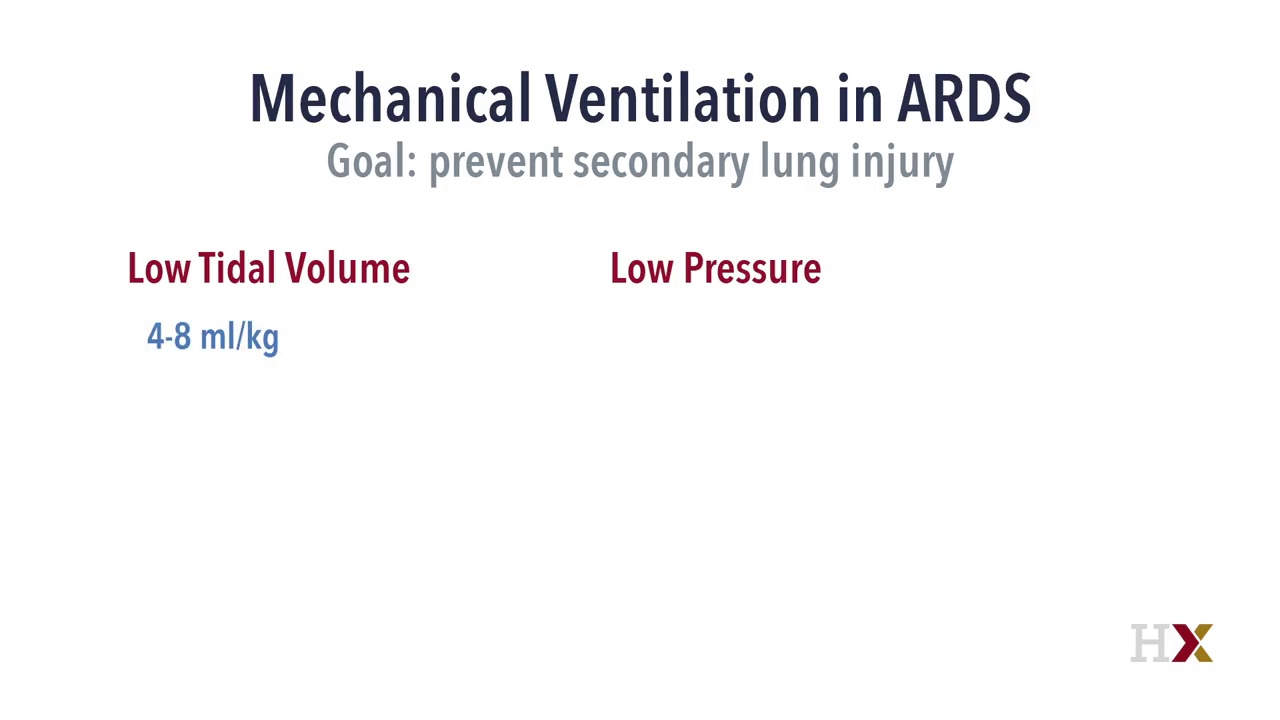 Mechanical Ventilation in ARDS
Goal: prevent secondary lung injury
Low Tidal Volume
Low Pressure
4-8 ml/kg
HX